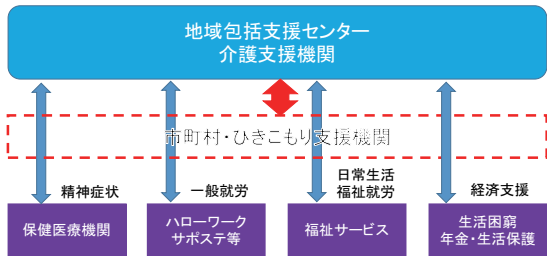 地域包括支援センター
介護支援機関
市町村・ひきこもり支援機関
精神症状
一般就労
日常生活
福祉就労
経済支援
保健医療機関
ハローワーク
サポステ等
福祉サービス
生活困窮
年金・生活保護